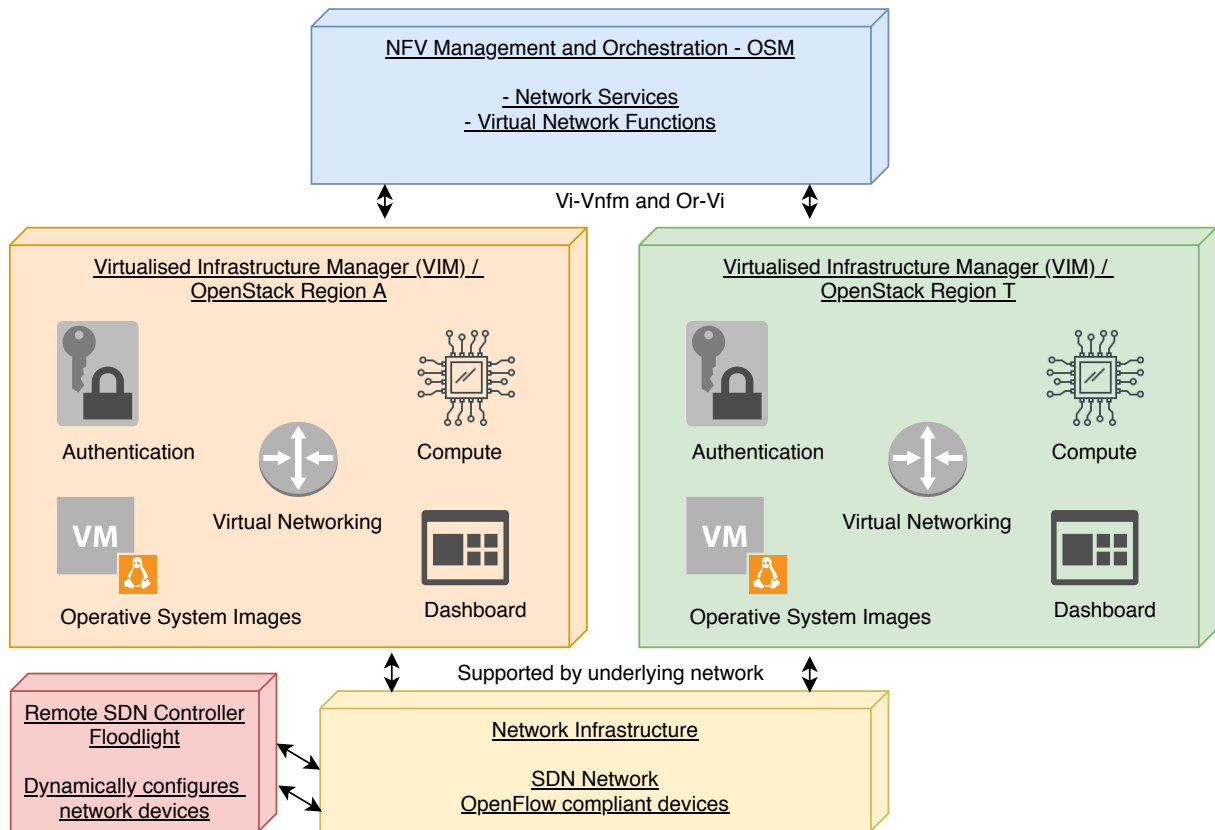 NFV Management and Orchestration - OSM
- Network Services
- Virtual Network Functions
Vi-Vnfm and Or-Vi
Virtualised Infrastructure Manager (VIM) /
OpenStack Region A
Authentication
Compute
Virtual Networking
VM
Operative System Images
Dashboard
Virtualised Infrastructure Manager (VIM) /
OpenStack Region T
Authentication
Compute
Virtual Networking
VM
Operative System Images
Dashboard
Supported by underlying network
Remote SDN Controller
Floodlight
Dynamically configures
network devices
Network Infrastructure
SDN Network
OpenFlow compliant devices